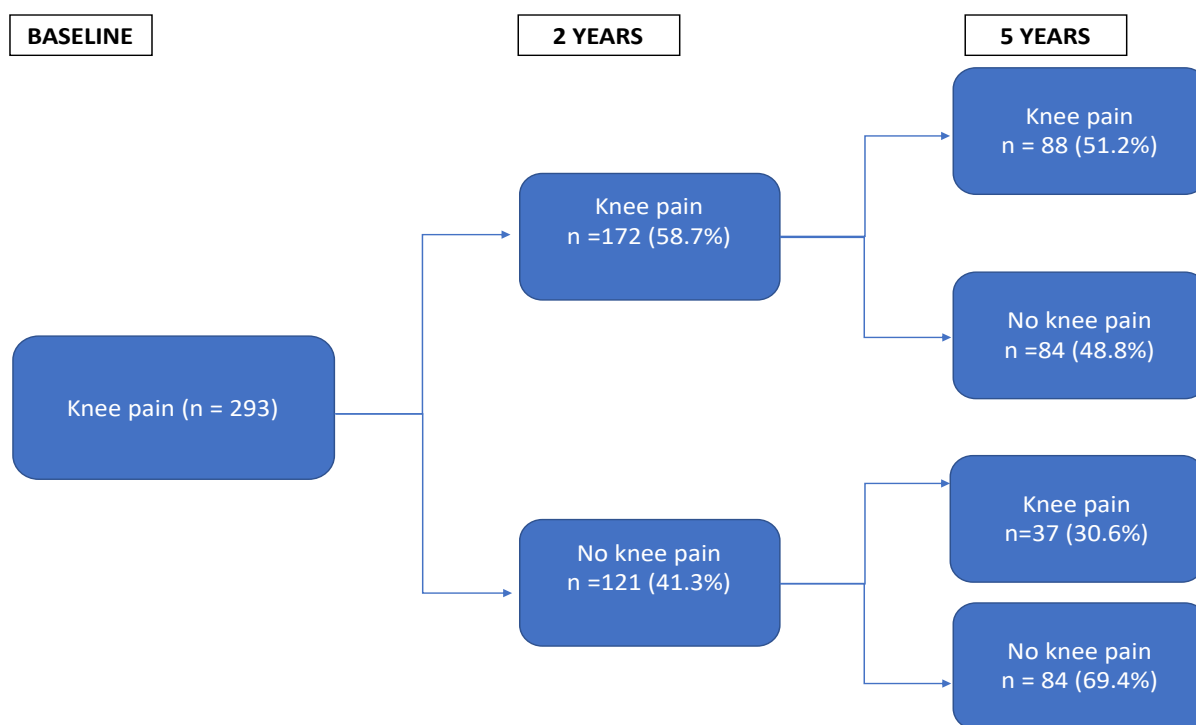 BASELINE
2 YEARS
5 YEARS
Knee pain
n = 88 (51.2%)
Knee pain
n =172 (58.7%)
No knee pain
n =84 (48.8%)
Knee pain (n = 293)
Knee pain
n=37 (30.6%)
No knee pain
n =121 (41.3%)
No knee pain
n = 84 (69.4%)